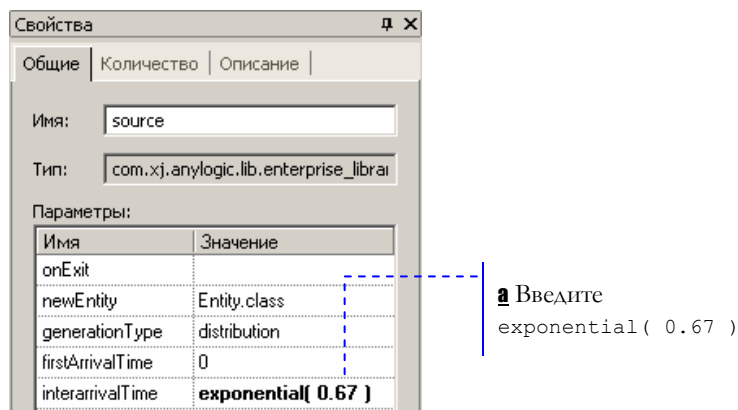 Свойства
Общие Количество Описание
Имя: source
Тип: com.xj.anylogic.lib.enterprise_librar
Параметры:
Имя Значение
onExit
newEntity Entity.class
generationType distribution
firstArrivalTime 0
interarrivalTime exponential( 0.67 )
a Введите
exponential( 0.67 )